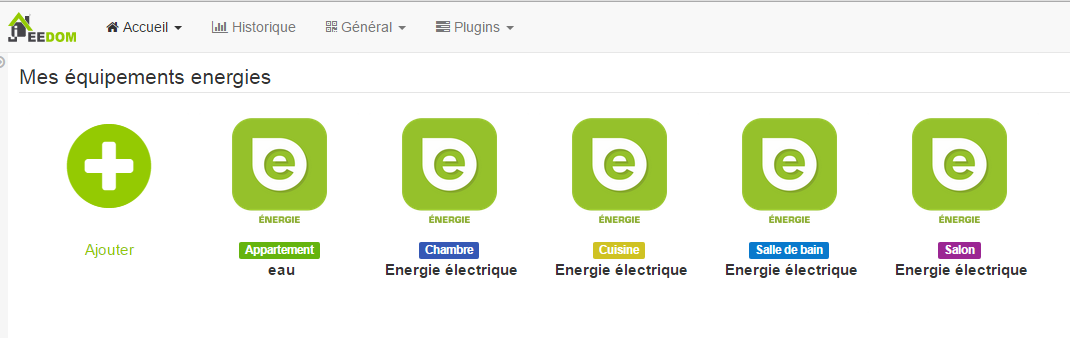 JEEDOM Accueil Historique Général Plugins
Mes équipements energies
e e e e e
ÉNERGIE ÉNERGIE ÉNERGIE ÉNERGIE ÉNERGIE
Ajouter Appartement Chambre Cuisine Salle de bain Salon
eau Energie électrique Energie électrique Energie électrique Energie électrique